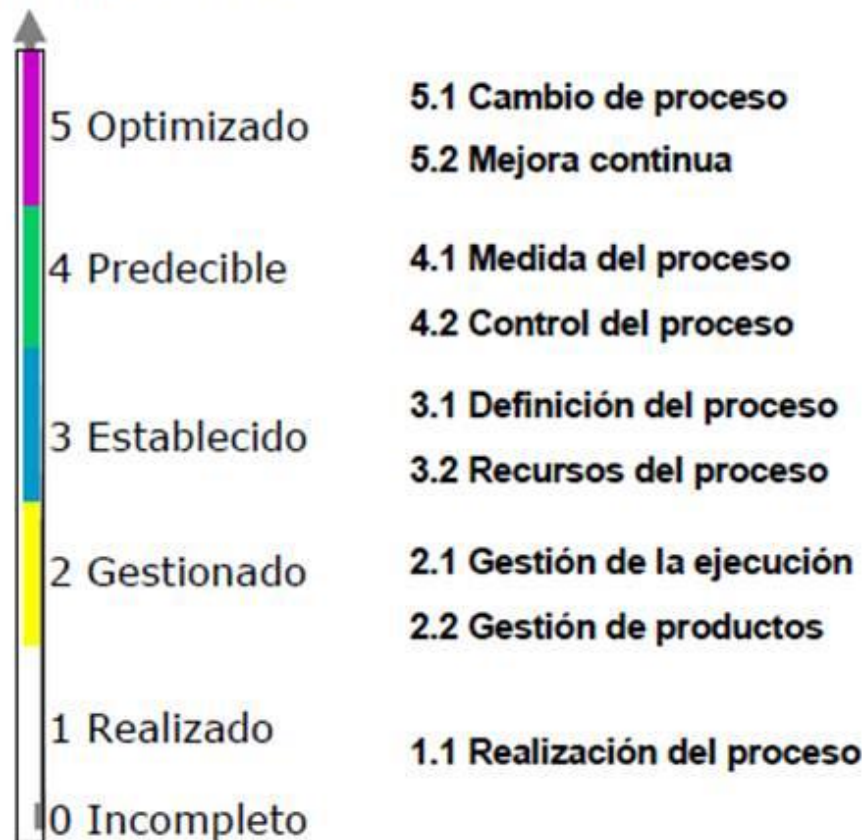 5 Optimizado
5.1 Cambio de proceso
5.2 Mejora continua
4 Predecible
4.1 Medida del proceso
4.2 Control del proceso
3 Establecido
3.1 Definición del proceso
3.2 Recursos del proceso
2 Gestionado
2.1 Gestión de la ejecución
2.2 Gestión de productos
1 Realizado
1.1 Realización del proceso
0 Incompleto